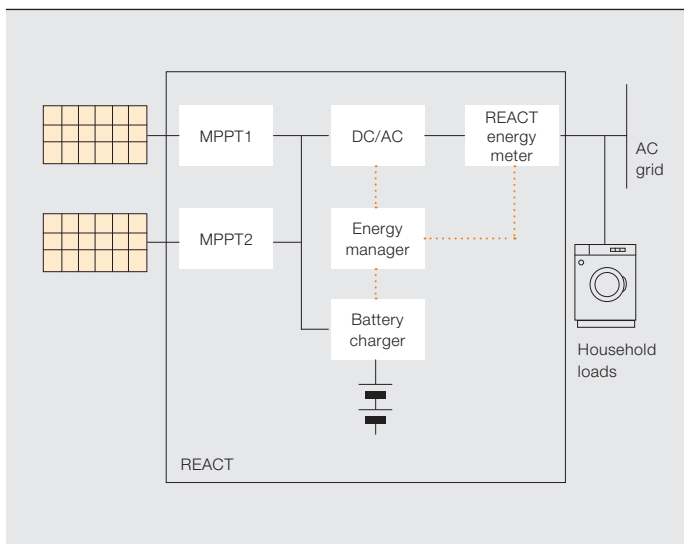 MPPT1
DC/AC
REACT
energy
meter
AC
grid
MPPT2
Energy
manager
Battery
charger
Household
loads
REACT